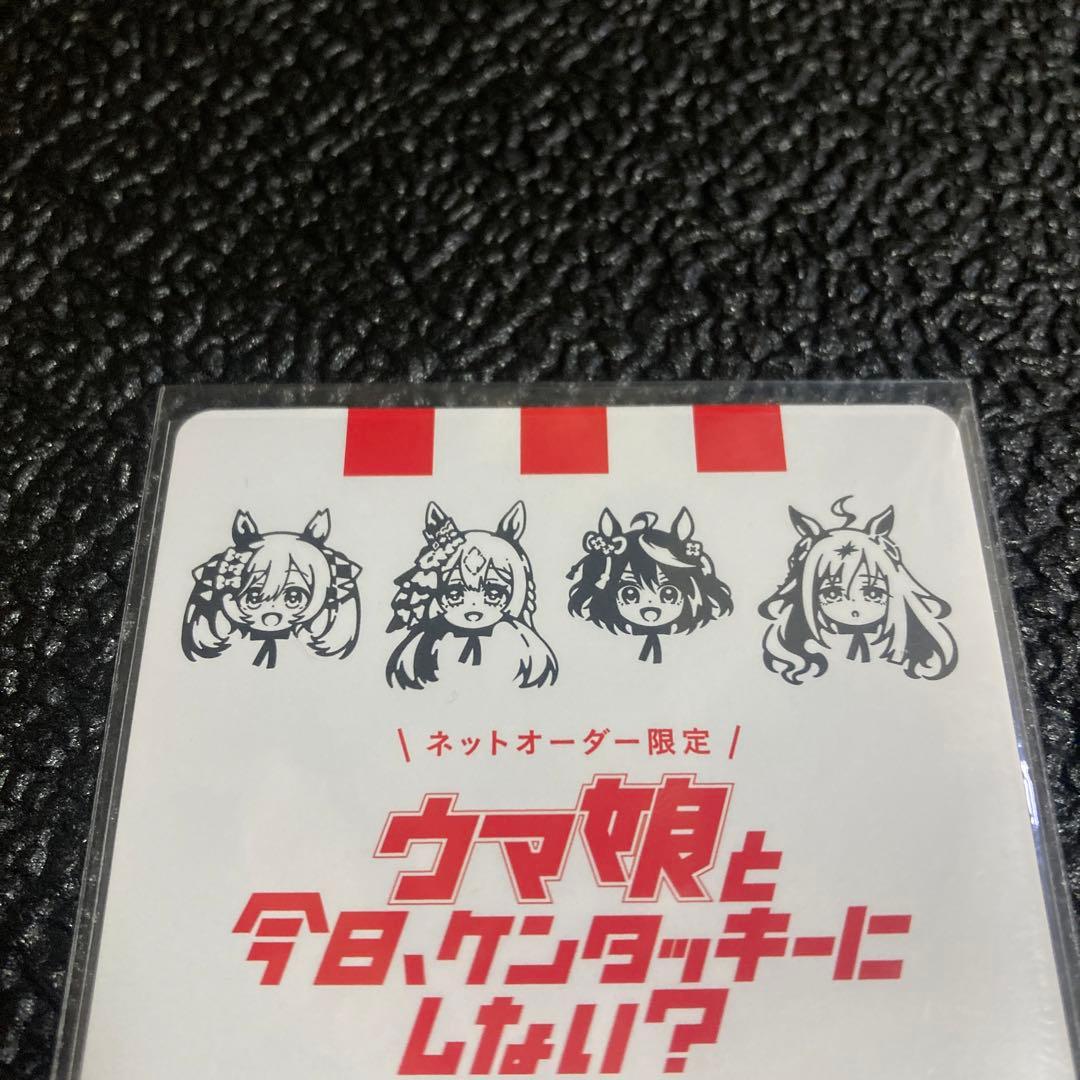 \ ネットオーダー限定 /
ウマ娘と
今日、ケンタッキーに
しない?